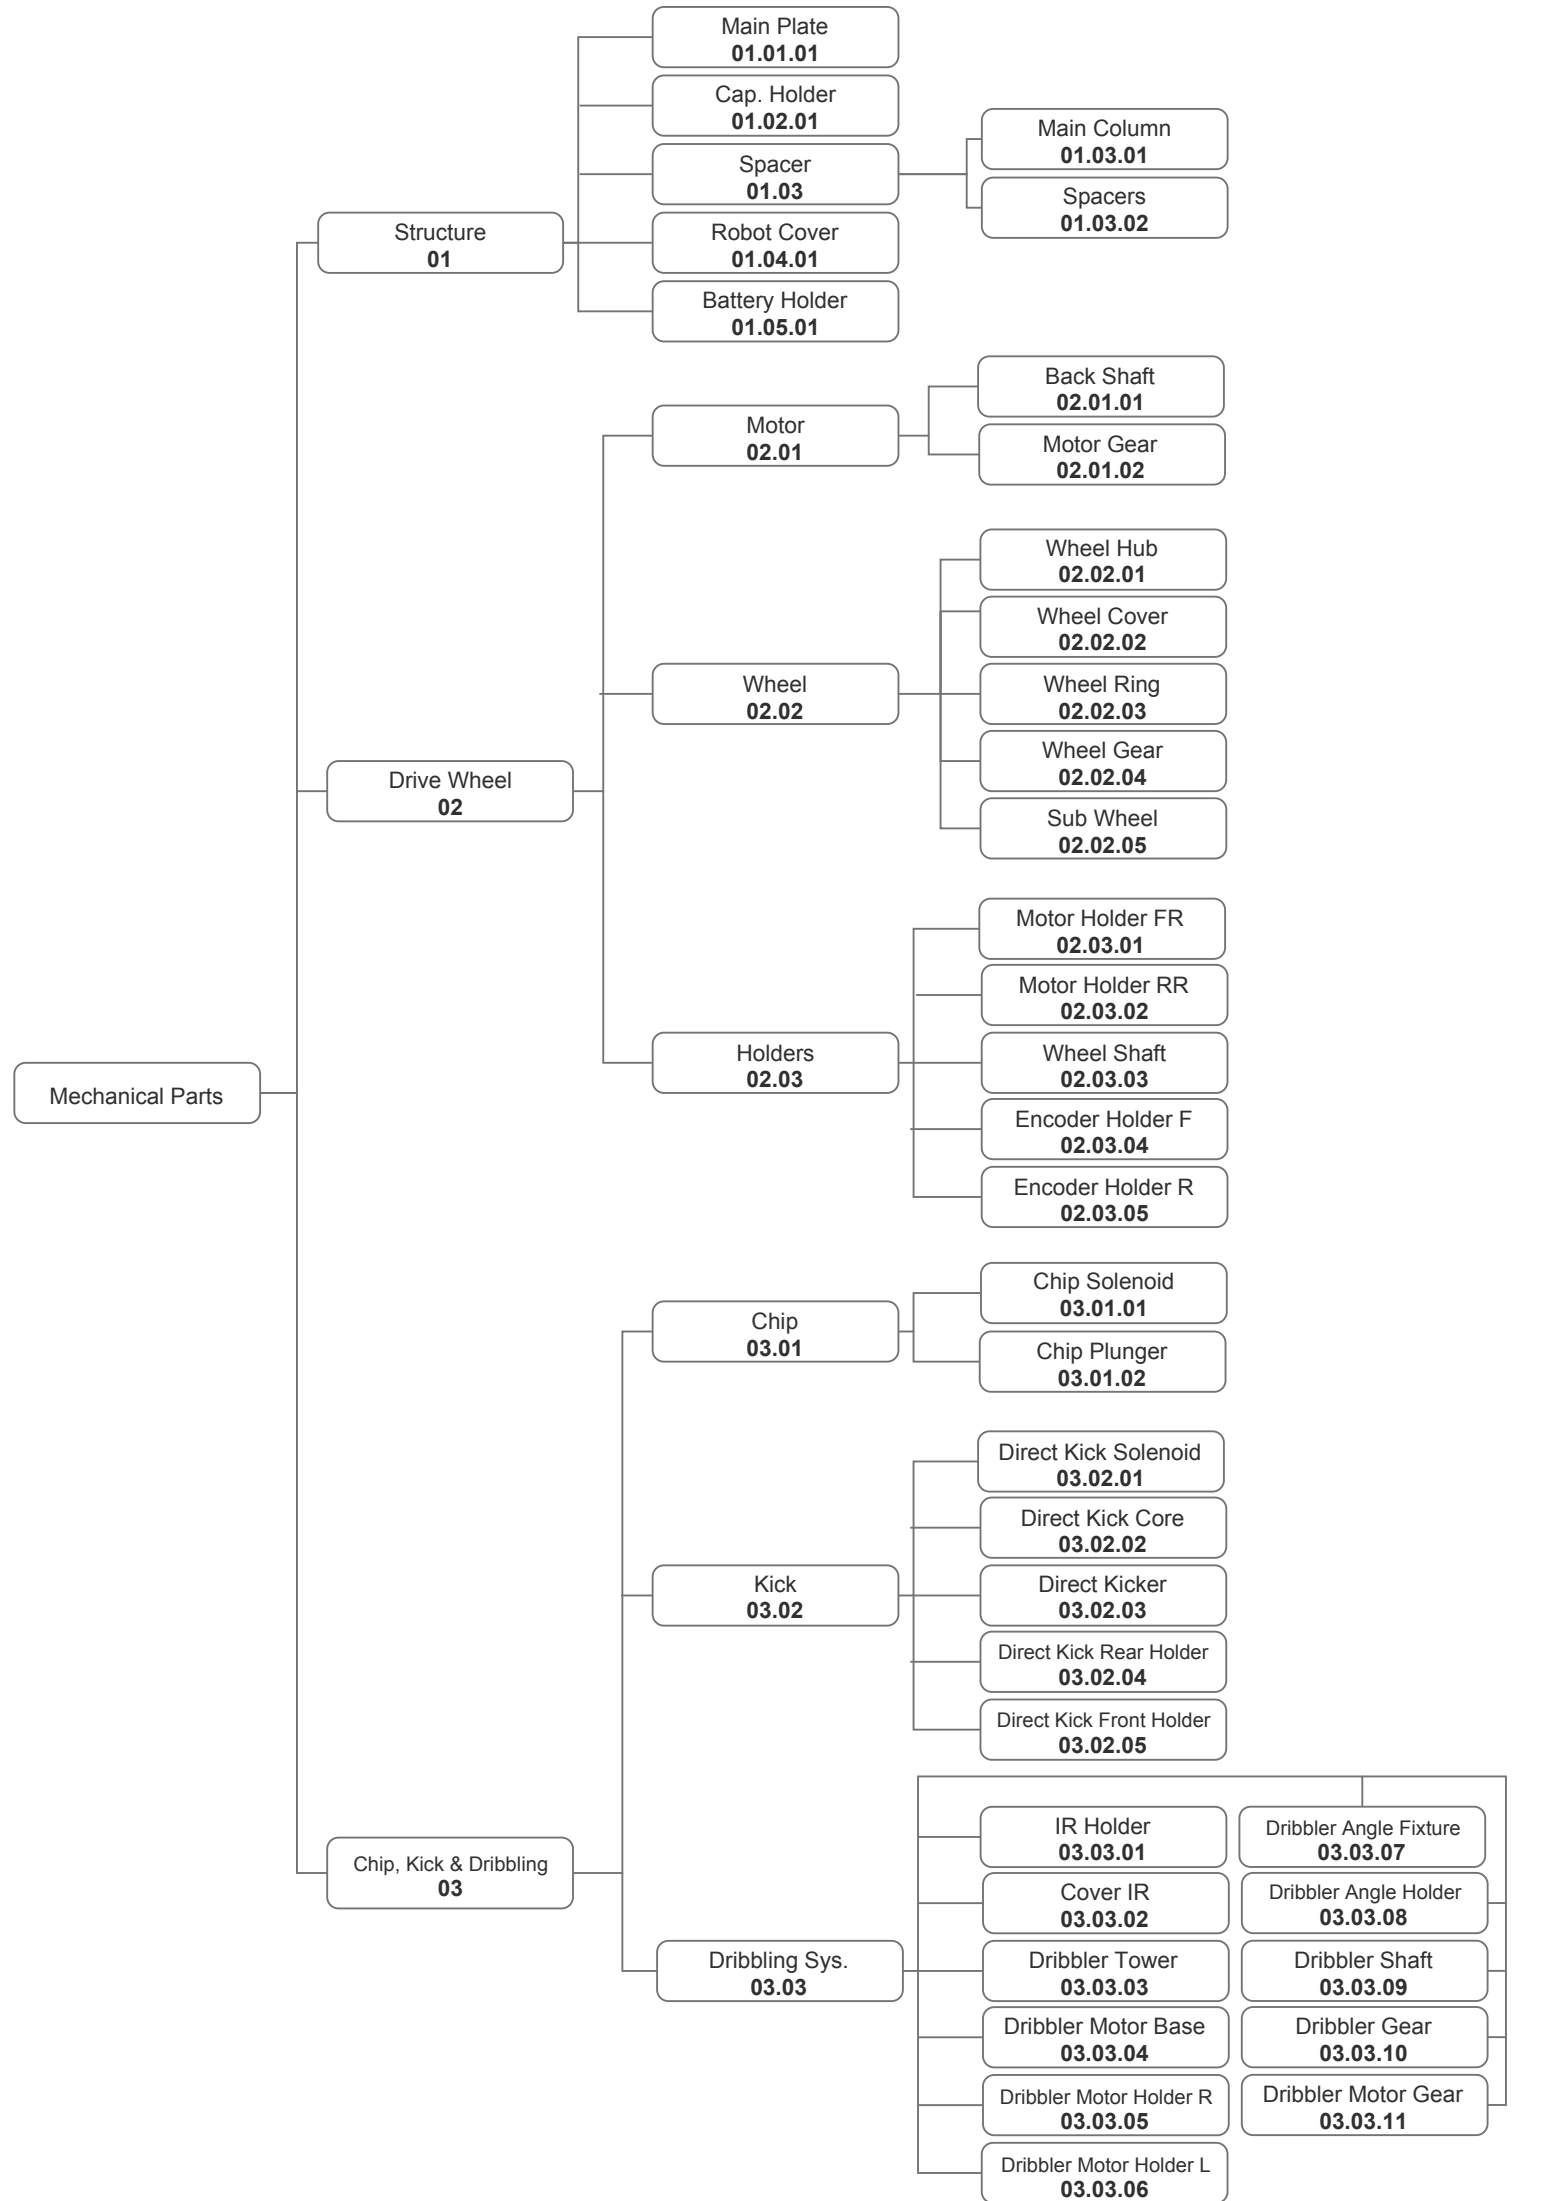 Mechanical Parts
Structure
01
Main Plate
01.01.01
Cap. Holder
01.02.01
Spacer
01.03
Main Column
01.03.01
Spacers
01.03.02
Robot Cover
01.04.01
Battery Holder
01.05.01
Drive Wheel
02
Motor
02.01
Back Shaft
02.01.01
Motor Gear
02.01.02
Wheel
02.02
Wheel Hub
02.02.01
Wheel Cover
02.02.02
Wheel Ring
02.02.03
Wheel Gear
02.02.04
Sub Wheel
02.02.05
Holders
02.03
Motor Holder FR
02.03.01
Motor Holder RR
02.03.02
Wheel Shaft
02.03.03
Encoder Holder F
02.03.04
Encoder Holder R
02.03.05
Chip, Kick & Dribbling
03
Chip
03.01
Chip Solenoid
03.01.01
Chip Plunger
03.01.02
Kick
03.02
Direct Kick Solenoid
03.02.01
Direct Kick Core
03.02.02
Direct Kicker
03.02.03
Direct Kick Rear Holder
03.02.04
Direct Kick Front Holder
03.02.05
Dribbling Sys.
03.03
IR Holder
03.03.01
Cover IR
03.03.02
Dribbler Tower
03.03.03
Dribbler Motor Base
03.03.04
Dribbler Motor Holder R
03.03.05
Dribbler Motor Holder L
03.03.06
Dribbler Angle Fixture
03.03.07
Dribbler Angle Holder
03.03.08
Dribbler Shaft
03.03.09
Dribbler Gear
03.03.10
Dribbler Motor Gear
03.03.11